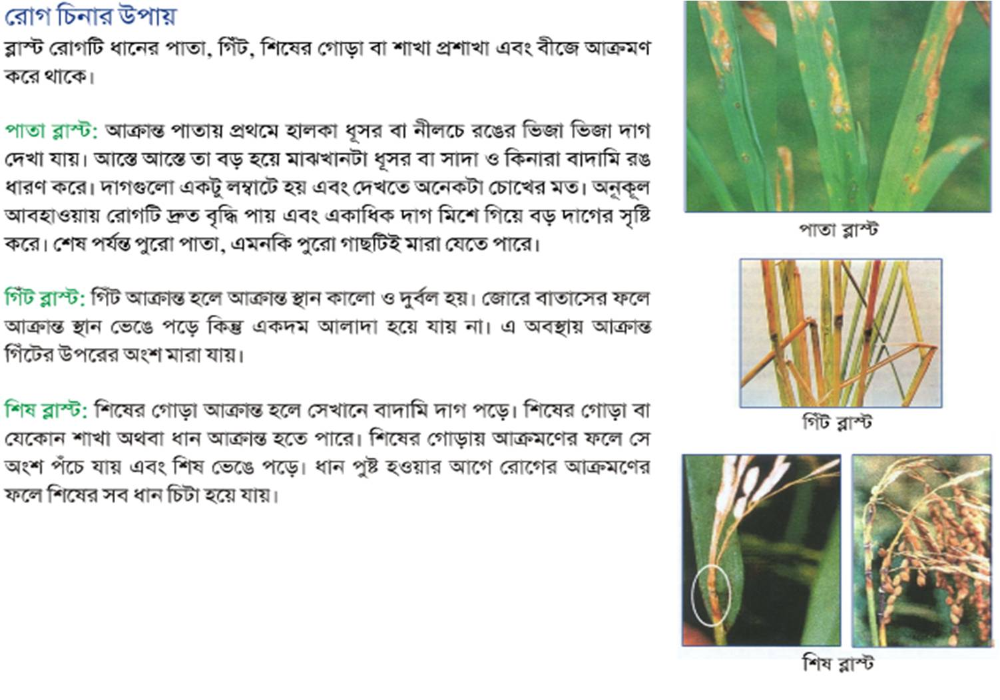 রোগ চিনার উপায়
ব্লাস্ট রোগটি ধানের পাতা, গিঁট, শিষের গোড়া বা শাখা প্রশাখা এবং বীজে আক্রমণ
করে থাকে।
পাতা ব্লাস্ট: আক্রান্ত পাতায় প্রথমে হালকা ধূসর বা নীলচে রঙের ভিজা ভিজা দাগ
দেখা যায়। আস্তে আস্তে তা বড় হয়ে মাঝখানটা ধূসর বা সাদা ও কিনারা বাদামি রঙ
ধারণ করে। দাগগুলো একটু লম্বাটে হয় এবং দেখতে অনেকটা চোখের মত। অনূকূল
আবহাওয়ায় রোগটি দ্রুত বৃদ্ধি পায় এবং একাধিক দাগ মিশে গিয়ে বড় দাগের সৃষ্টি
করে। শেষ পর্যন্ত পুরো পাতা, এমনকি পুরো গাছটিই মারা যেতে পারে।
গিঁট ব্লাস্ট: গিঁট আক্রান্ত হলে আক্রান্ত স্থান কালো ও দুর্বল হয়। জোরে বাতাসের ফলে
আক্রান্ত স্থান ভেঙে পড়ে কিন্তু একদম আলাদা হয়ে যায় না। এ অবস্থায় আক্রান্ত
গিঁটের উপরের অংশ মারা যায়।
শিষ ব্লাস্ট: শিষের গোড়া আক্রান্ত হলে সেখানে বাদামি দাগ পড়ে। শিষের গোড়া বা
যেকোন শাখা অথবা ধান আক্রান্ত হতে পারে। শিষের গোড়ায় আক্রমণের ফলে সে
অংশ পঁচে যায় এবং শিষ ভেঙে পড়ে। ধান পুষ্ট হওয়ার আগে রোগের আক্রমণের
ফলে শিষের সব ধান চিটা হয়ে যায়।
পাতা ব্লাস্ট
গিঁট ব্লাস্ট
শিষ ব্লাস্ট